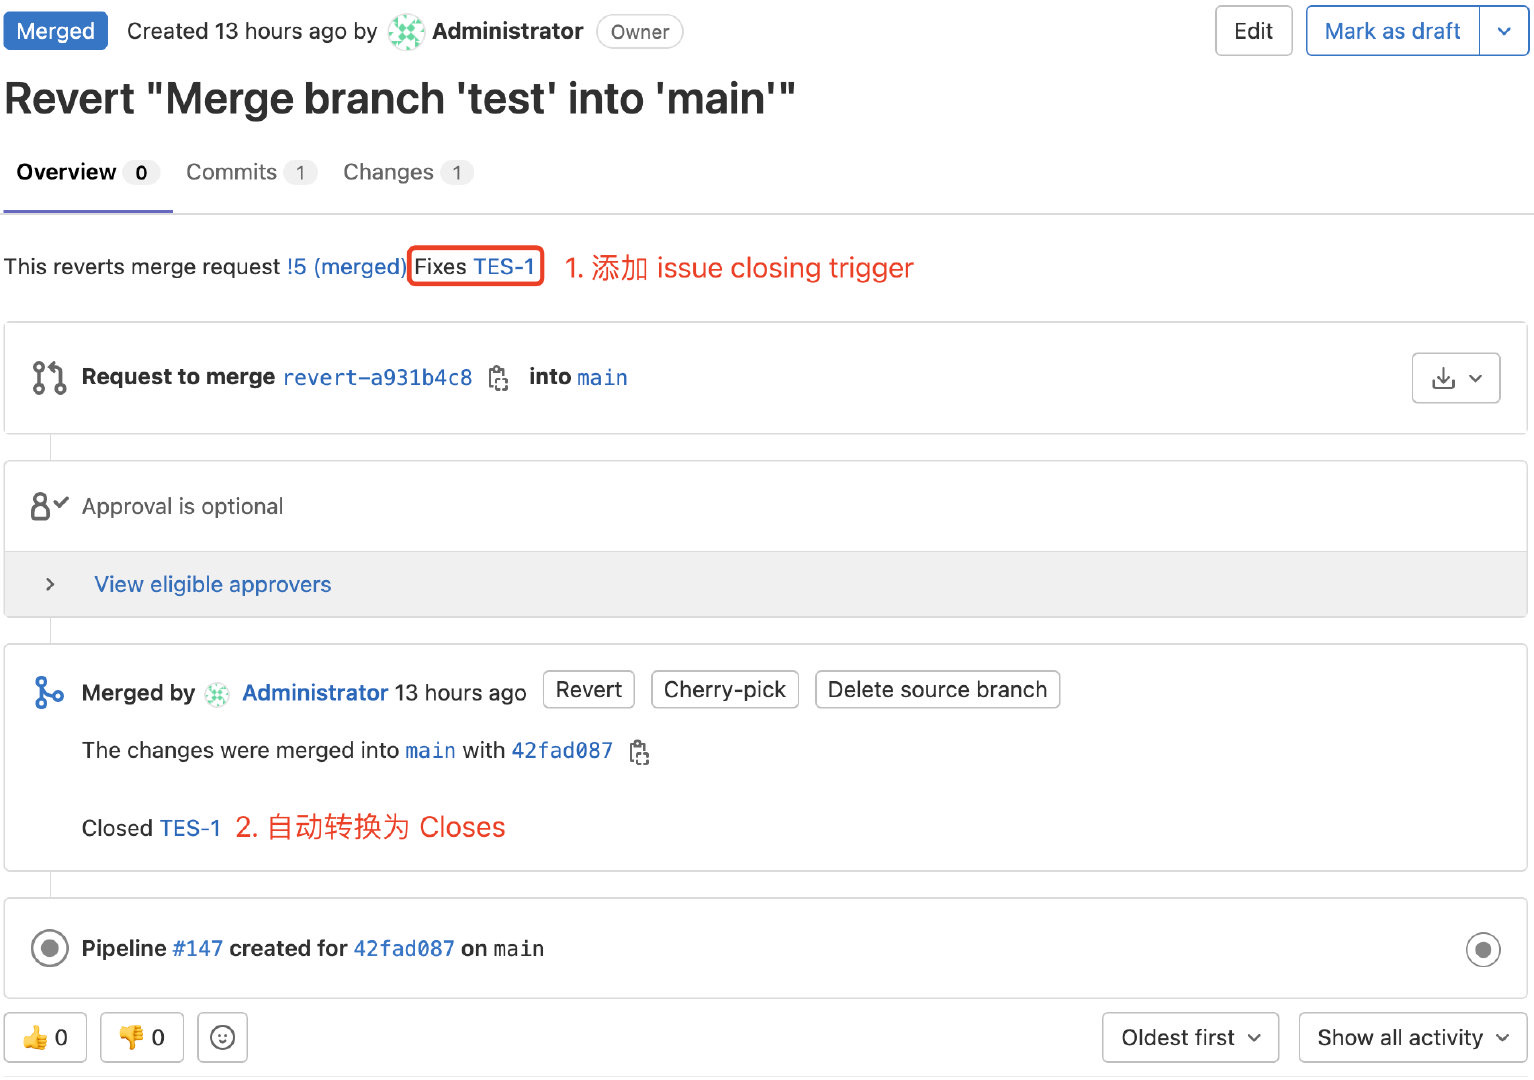 Merged Created 13 hours ago by Administrator Owner Edit Mark as draft
Revert "Merge branch 'test' into 'main'"
Overview 0 Commits 1 Changes 1
This reverts merge request !5 (merged) Fixes TES-1 1. 添加 issue closing trigger
Request to merge revert-a931b4c8 into main
Approval is optional
View eligible approvers
Merged by Administrator 13 hours ago Revert Cherry-pick Delete source branch
The changes were merged into main with 42fad087
Closed TES-1 2. 自动转换为 Closes
Pipeline #147 created for 42fad087 on main
👍 0 👎 0 Oldest first Show all activity